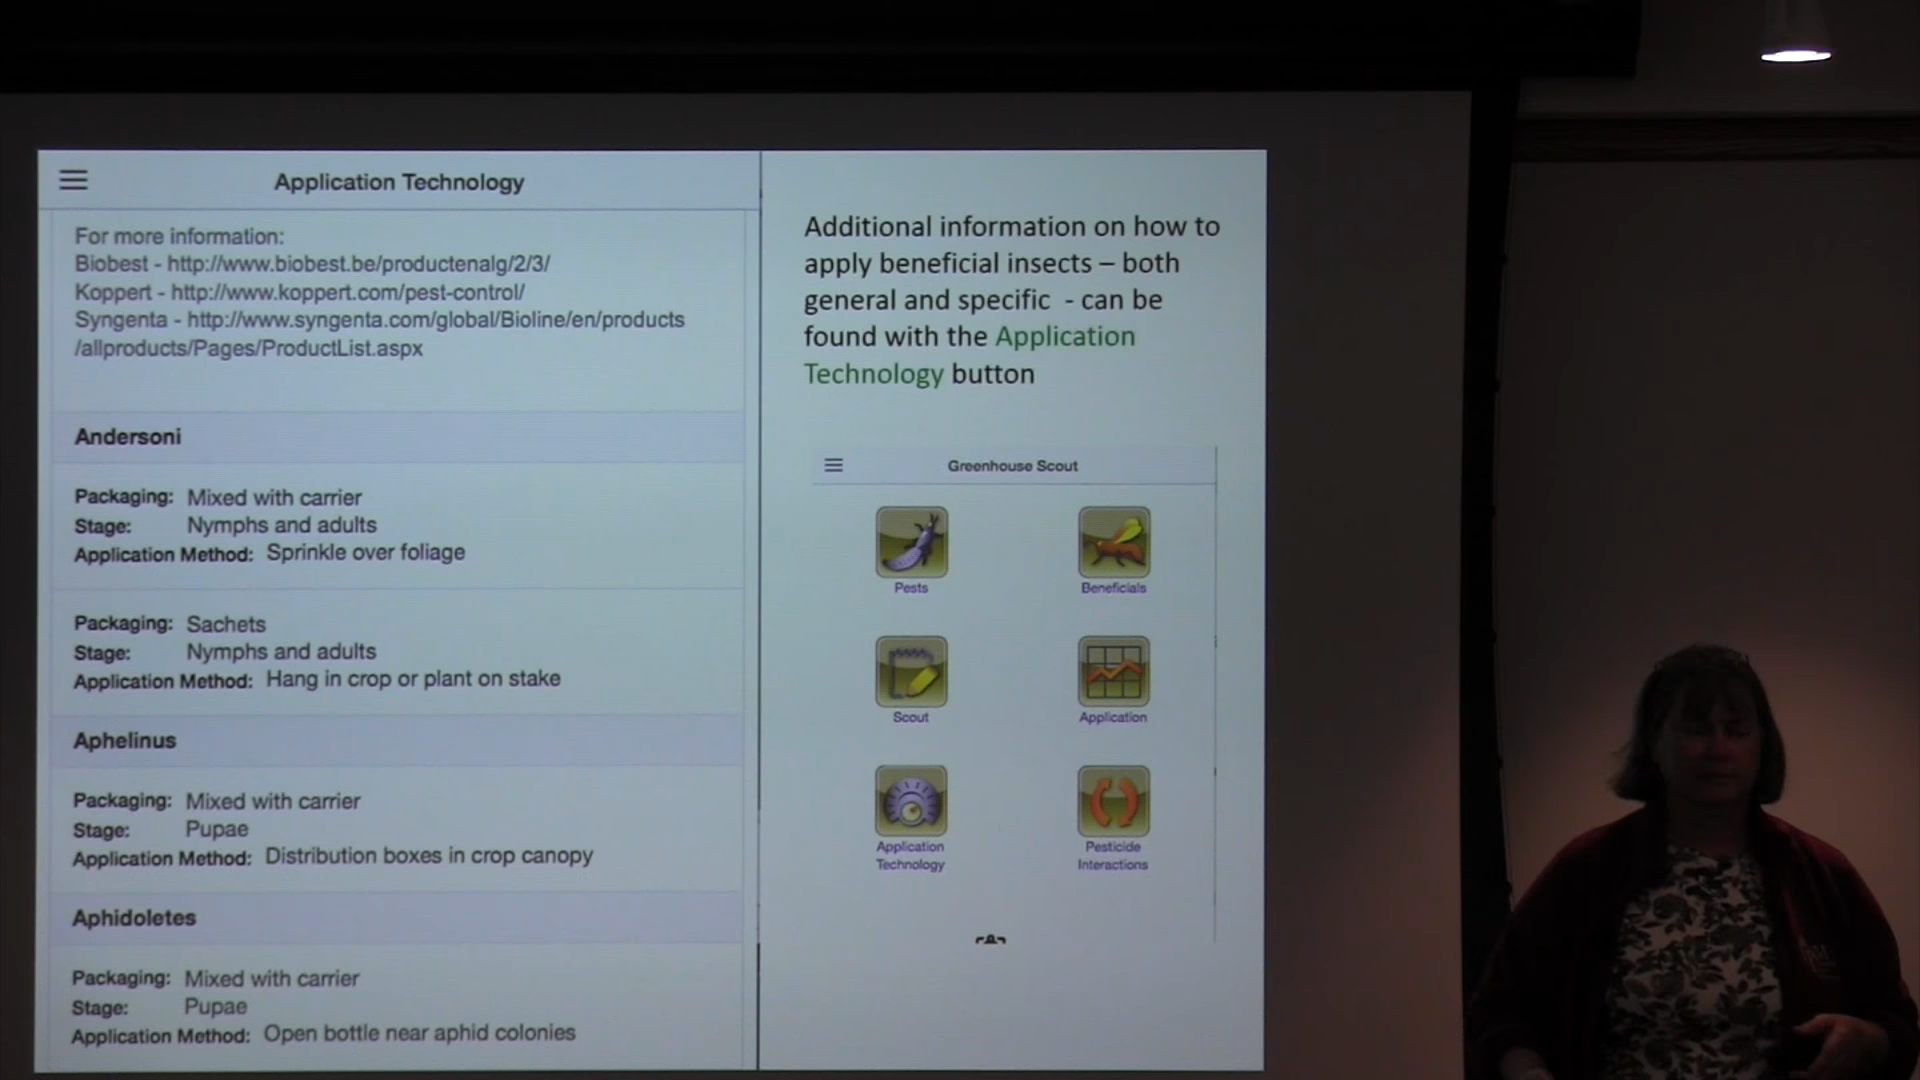 Application Technology
For more information:
Biobest - http://www.biobest.be/productenalg/2/3/
Koppert - http://www.koppert.com/pest-control/
Syngenta - http://www.syngenta.com/global/Bioline/en/products
/allproducts/Pages/ProductList.aspx
Andersoni
Packaging: Mixed with carrier
Stage: Nymphs and adults
Application Method: Sprinkle over foliage
Packaging: Sachets
Stage: Nymphs and adults
Application Method: Hang in crop or plant on stake
Aphelinus
Packaging: Mixed with carrier
Stage: Pupae
Application Method: Distribution boxes in crop canopy
Aphidoletes
Packaging: Mixed with carrier
Stage: Pupae
Application Method: Open bottle near aphid colonies
Additional information on how to
apply beneficial insects – both
general and specific - can be
found with the Application
Technology button
Greenhouse Scout
Pests
Beneficials
Scout
Application
Application
Technology
Pesticide
Interactions